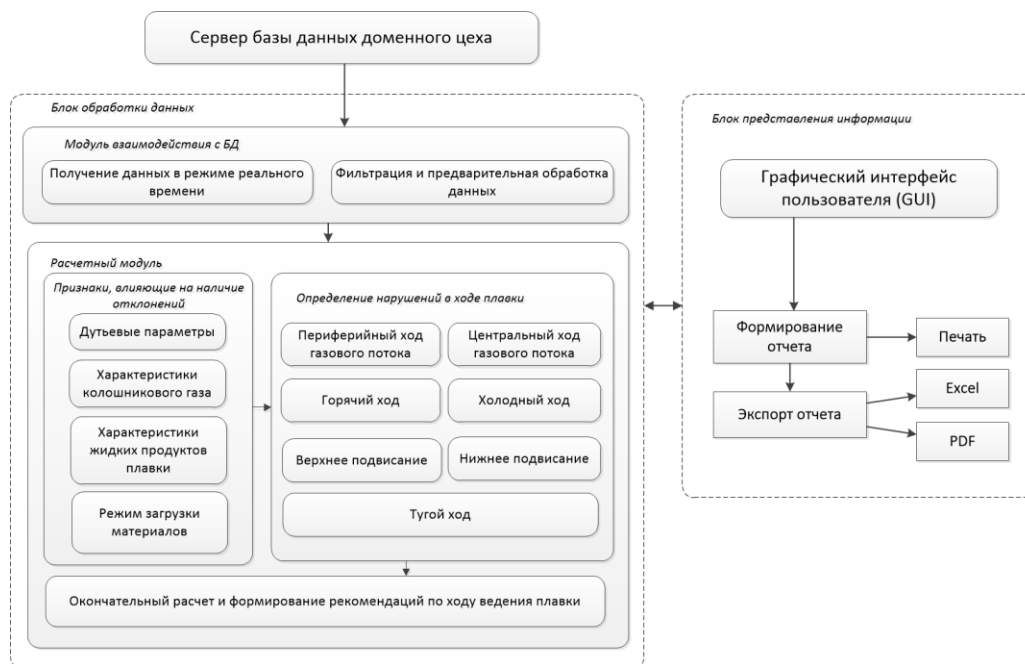 Сервер базы данных доменного цеха
Блок обработки данных
Модуль взаимодействия с БД
Получение данных в режиме реального
времени
Фильтрация и предварительная обработка
данных
Расчетный модуль
Признаки, влияющие на наличие
отклонений
Дутьевые параметры
Характеристики
колошникового газа
Характеристики
жидких продуктов
плавки
Режим загрузки
материалов
Определение нарушений в ходе плавки
Периферийный ход
газового потока
Центральный ход
газового потока
Горячий ход
Холодный ход
Верхнее подвисание
Нижнее подвисание
Тугой ход
Окончательный расчет и формирование рекомендаций по ходу ведения плавки
Блок представления информации
Графический интерфейс
пользователя (GUI)
Формирование
отчета
Печать
Экспорт отчета
Excel
PDF